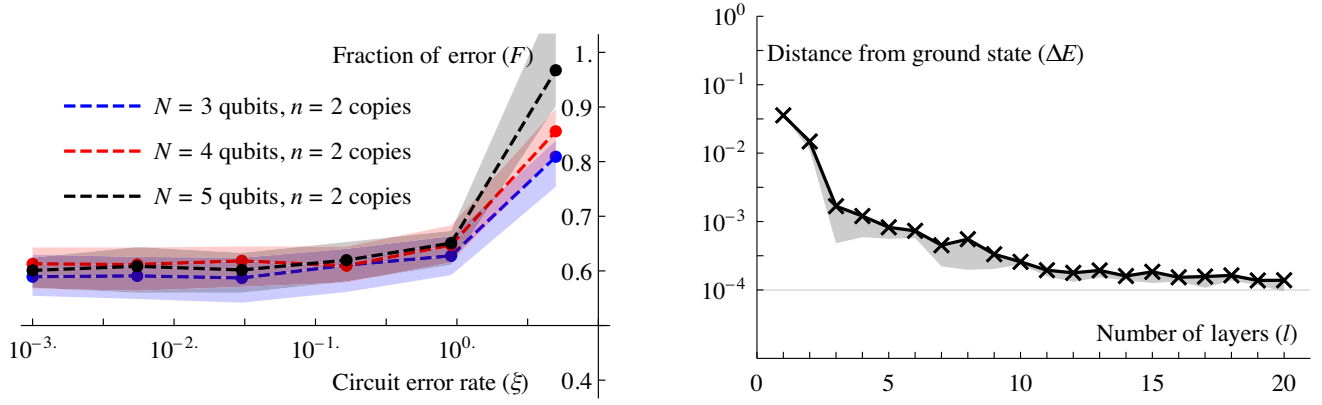 Fraction of error (F)
1.
N = 3 qubits, n = 2 copies
0.9
N = 4 qubits, n = 2 copies
0.8
N = 5 qubits, n = 2 copies
0.7
0.6
10^-3. 10^-2. 10^-1. 10^0.
Circuit error rate (ξ)
0.4
10^0
Distance from ground state (ΔE)
10^-1
10^-2
10^-3
10^-4
Number of layers (l)
0 5 10 15 20